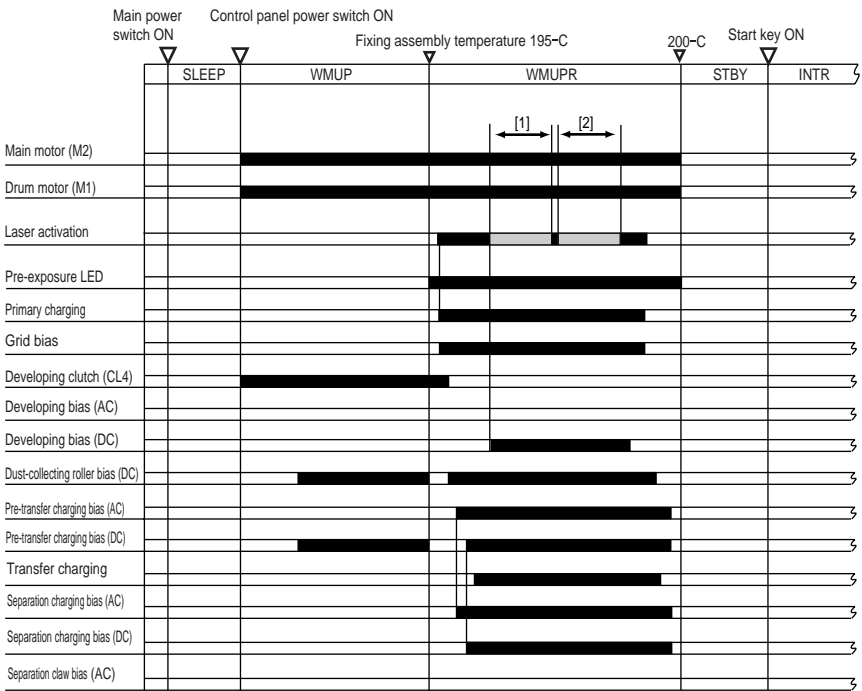 Main power
switch ON
Control panel power switch ON
Fixing assembly temperature 195-C
200-C
Start key ON
SLEEP
WMUP
WMUPR
STBY
INTR
[1]
[2]
Main motor (M2)
Drum motor (M1)
Laser activation
Pre-exposure LED
Primary charging
Grid bias
Developing clutch (CL4)
Developing bias (AC)
Developing bias (DC)
Dust-collecting roller bias (DC)
Pre-transfer charging bias (AC)
Pre-transfer charging bias (DC)
Transfer charging
Separation charging bias (AC)
Separation charging bias (DC)
Separation claw bias (AC)